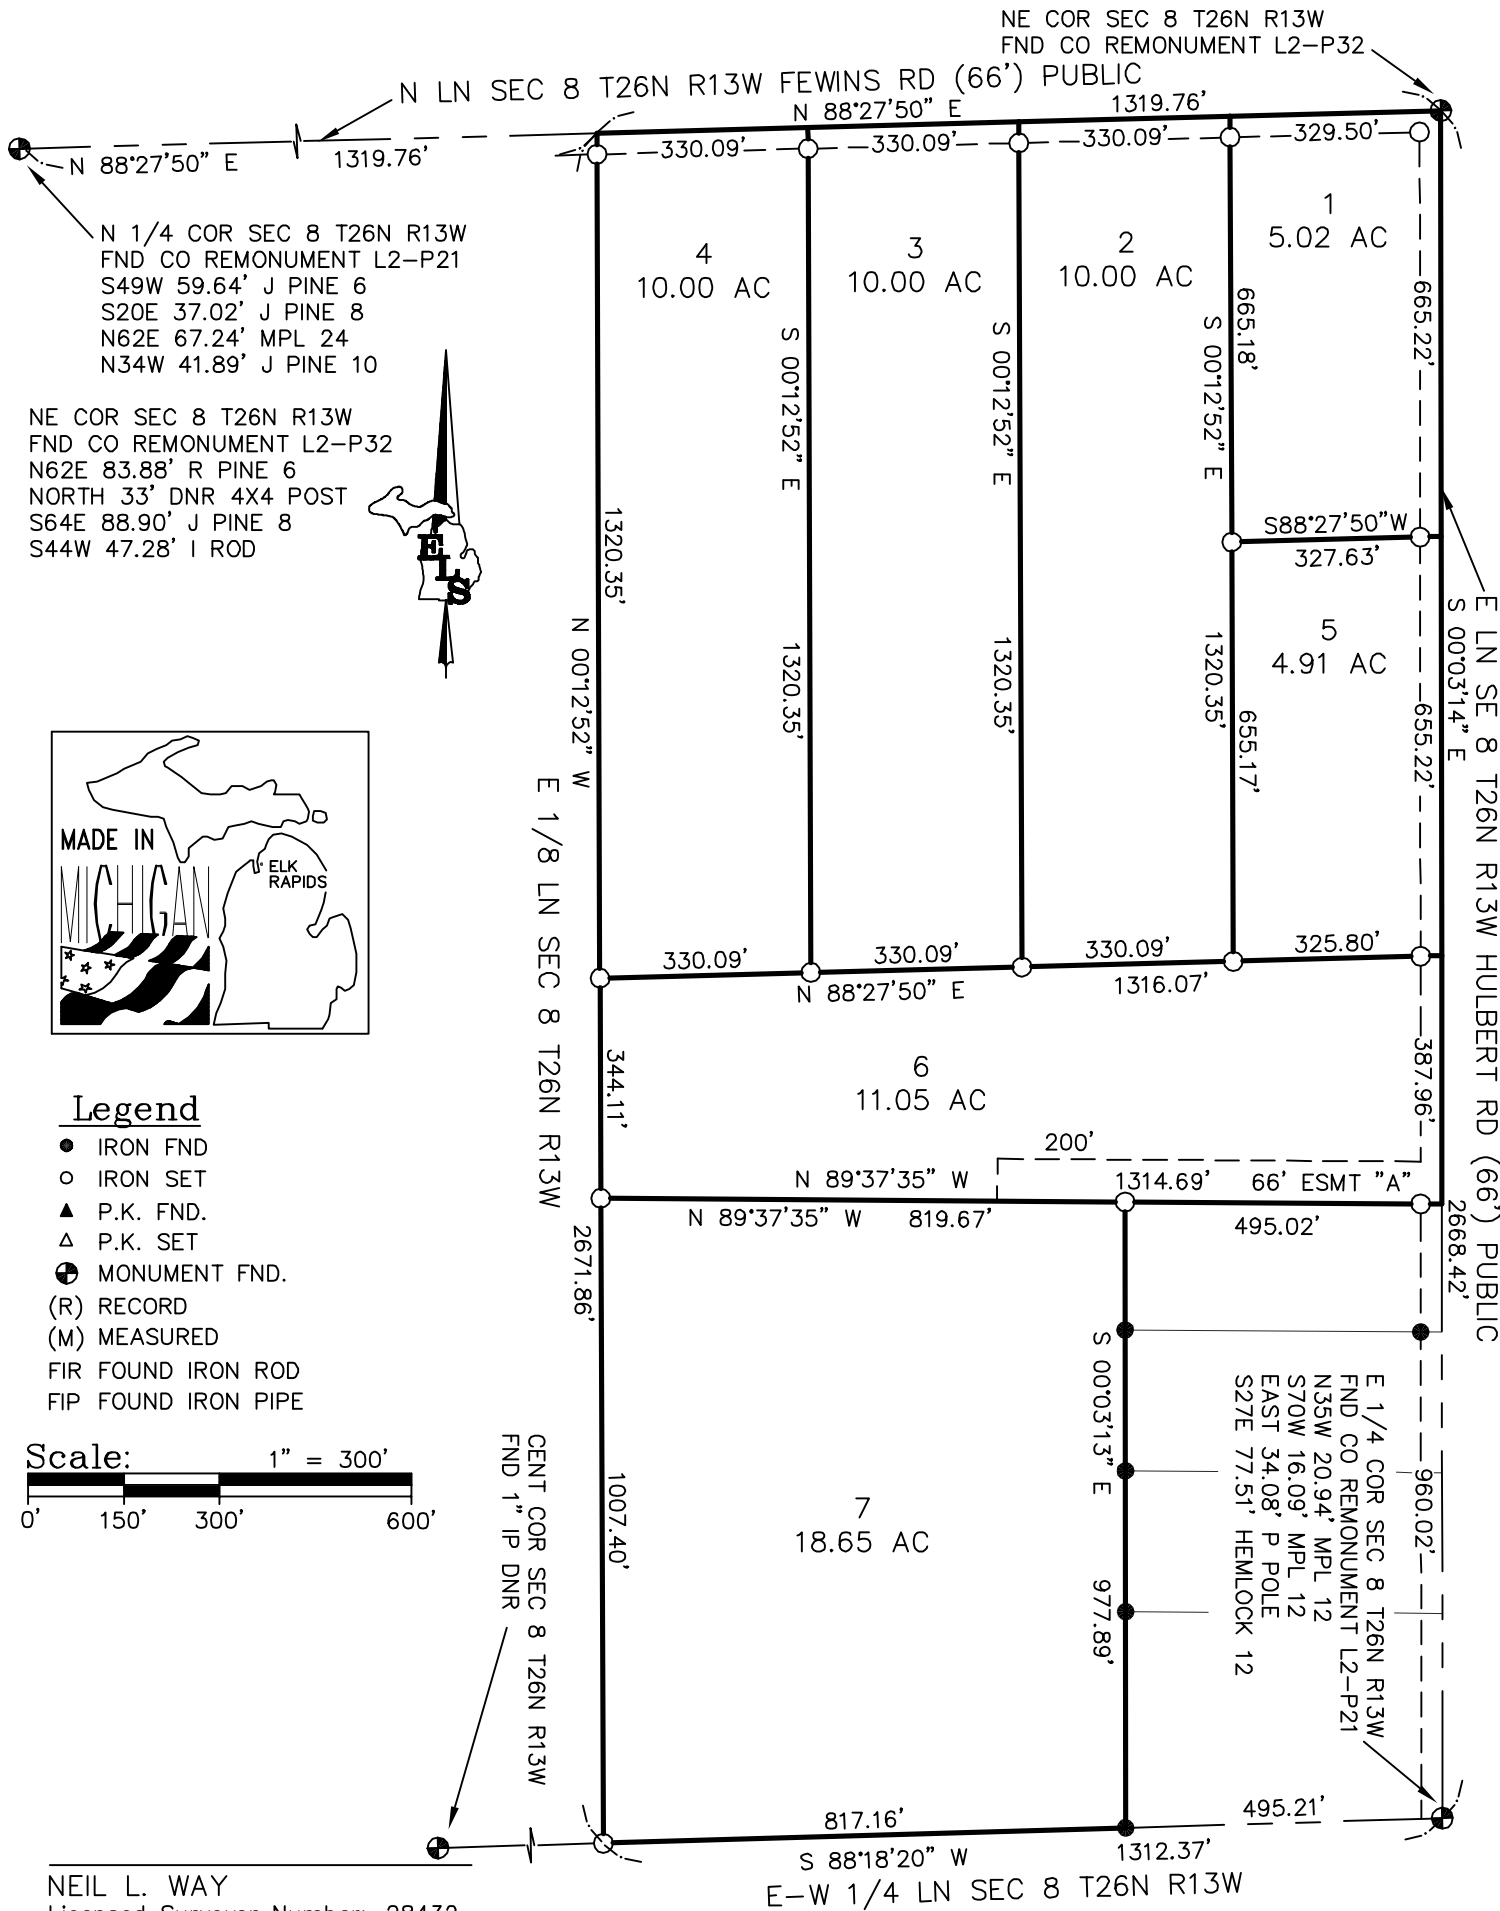 NE COR SEC 8 T26N R13W
FND CO REMONUMENT L2-P32
N LN SEC 8 T26N R13W FEWINS RD (66') PUBLIC
N 88°27'50" E
1319.76'
N 88°27'50" E
1319.76'
330.09'
330.09'
330.09'
329.50'
N 1/4 COR SEC 8 T26N R13W
FND CO REMONUMENT L2-P21
S49W 59.64' J PINE 6
S20E 37.02' J PINE 8
N62E 67.24' MPL 24
N34W 41.89' J PINE 10
NE COR SEC 8 T26N R13W
FND CO REMONUMENT L2-P32
N62E 83.88' R PINE 6
NORTH 33' DNR 4X4 POST
S64E 88.90' J PINE 8
S44W 47.28' I ROD
ELS
4
10.00 AC
3
10.00 AC
2
10.00 AC
1
5.02 AC
S 00°12'52" E
S 00°12'52" E
S 00°12'52" E
665.18'
665.22'
S88°27'50"W
327.63'
1320.35'
N 00°12'52" W
1320.35'
1320.35'
1320.35'
655.17'
5
4.91 AC
655.22'
S 00°03'14" E
E LN SE 8 T26N R13W HULBERT RD (66') PUBLIC
E 1/8 LN SEC 8 T26N R13W
MADE IN
MICHIGAN
ELK
RAPIDS
330.09'
330.09'
330.09'
325.80'
N 88°27'50" E
1316.07'
344.11'
6
11.05 AC
387.96'
200'
N 89°37'35" W
1314.69'
66' ESMT "A"
N 89°37'35" W
819.67'
495.02'
2671.86'
2668.42'
Legend
IRON FND
IRON SET
P.K. FND.
P.K. SET
MONUMENT FND.
(R) RECORD
(M) MEASURED
FIR FOUND IRON ROD
FIP FOUND IRON PIPE
Scale:
1" = 300'
0'
150'
300'
600'
CENT COR SEC 8 T26N R13W
FND 1" IP DNR
1007.40'
7
18.65 AC
S 00°03'13" E
977.89'
E 1/4 COR SEC 8 T26N R13W
FND CO REMONUMENT L2-P21
N35W 20.94' MPL 12
S70W 16.09' MPL 12
EAST 34.08' P POLE
S27E 77.51' HEMLOCK 12
960.02'
817.16'
495.21'
S 88°18'20" W
1312.37'
E-W 1/4 LN SEC 8 T26N R13W
NEIL L. WAY
Licensed Surveyor Number: